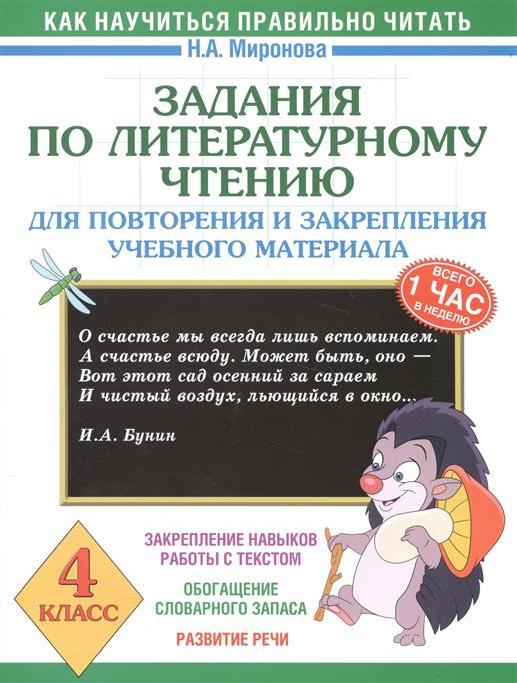 КАК НАУЧИТЬСЯ ПРАВИЛЬНО ЧИТАТЬ
Н.А. Миронова
ЗАДАНИЯ
ПО ЛИТЕРАТУРНОМУ
ЧТЕНИЮ
ДЛЯ ПОВТОРЕНИЯ И ЗАКРЕПЛЕНИЯ
УЧЕБНОГО МАТЕРИАЛА
ВСЕГО
1 ЧАС
В НЕДЕЛЮ
О счастье мы всегда лишь вспоминаем.
А счастье всюду. Может быть, оно —
Вот этот сад осенний за сараем
И чистый воздух, льющийся в окно...
И.А. Бунин
ЗАКРЕПЛЕНИЕ НАВЫКОВ
РАБОТЫ С ТЕКСТОМ
ОБОГАЩЕНИЕ
СЛОВАРНОГО ЗАПАСА
РАЗВИТИЕ РЕЧИ
4
КЛАСС